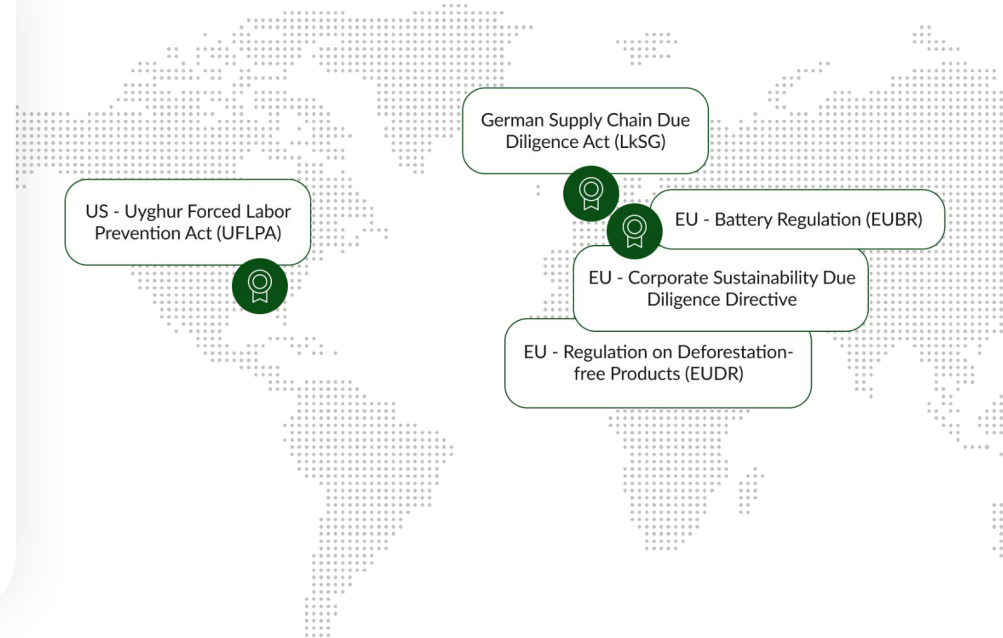 German Supply Chain Due
Diligence Act (LkSG)
US - Uyghur Forced Labor
Prevention Act (UFLPA)
EU - Battery Regulation (EUBR)
EU - Corporate Sustainability Due
Diligence Directive
EU - Regulation on Deforestation-
free Products (EUDR)